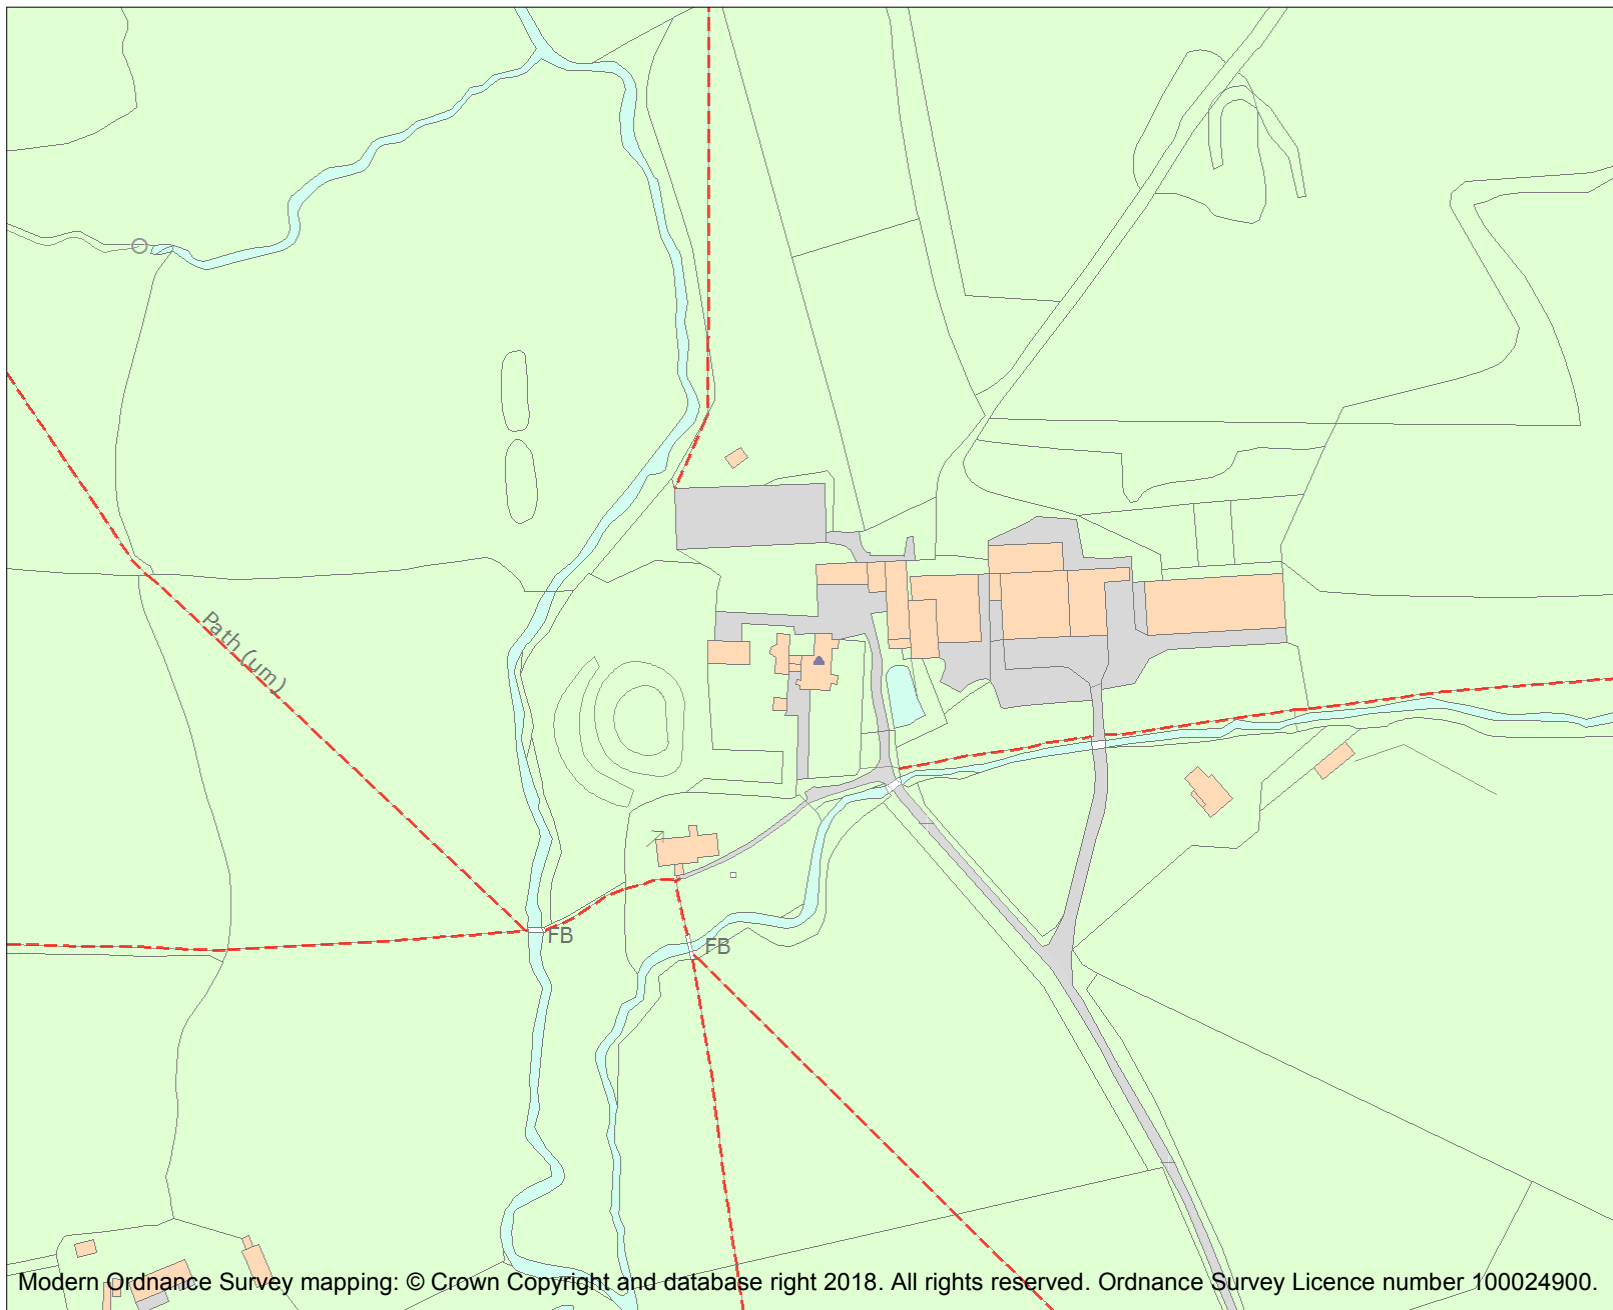 Path (um)
FB
FB
Modern Ordnance Survey mapping: © Crown Copyright and database right 2018. All rights reserved. Ordnance Survey Licence number 100024900.